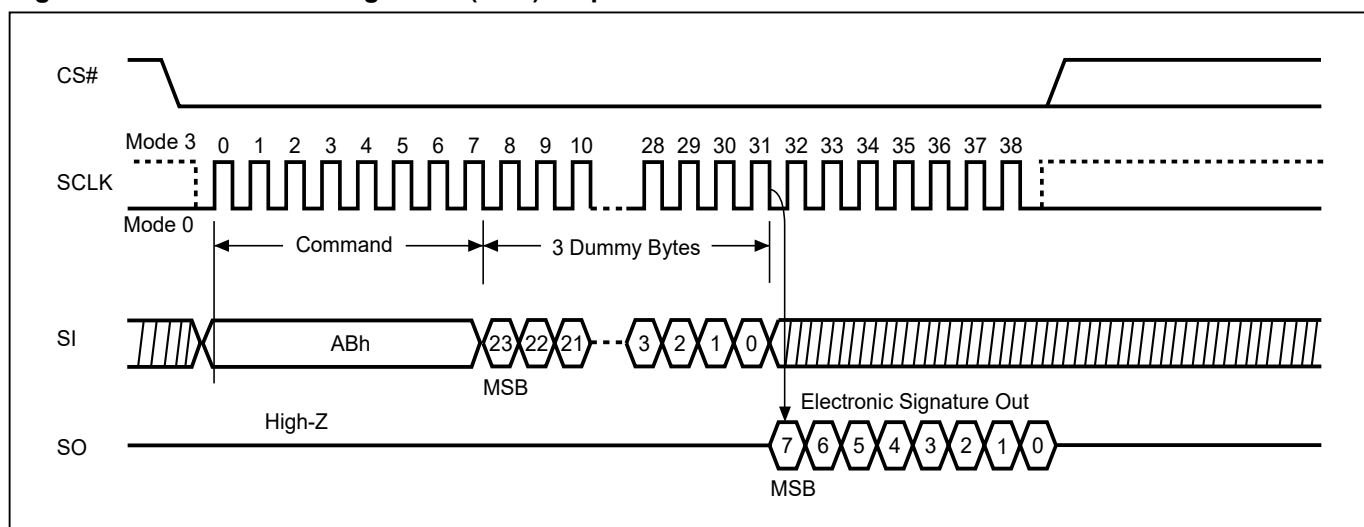 CS#
Mode 3 0 1 2 3 4 5 6 7 8 9 10 28 29 30 31 32 33 34 35 36 37 38
SCLK
Mode 0
Command 3 Dummy Bytes
SI ABh 23 22 21 3 2 1 0
MSB
High-Z Electronic Signature Out
SO 7 6 5 4 3 2 1 0
MSB